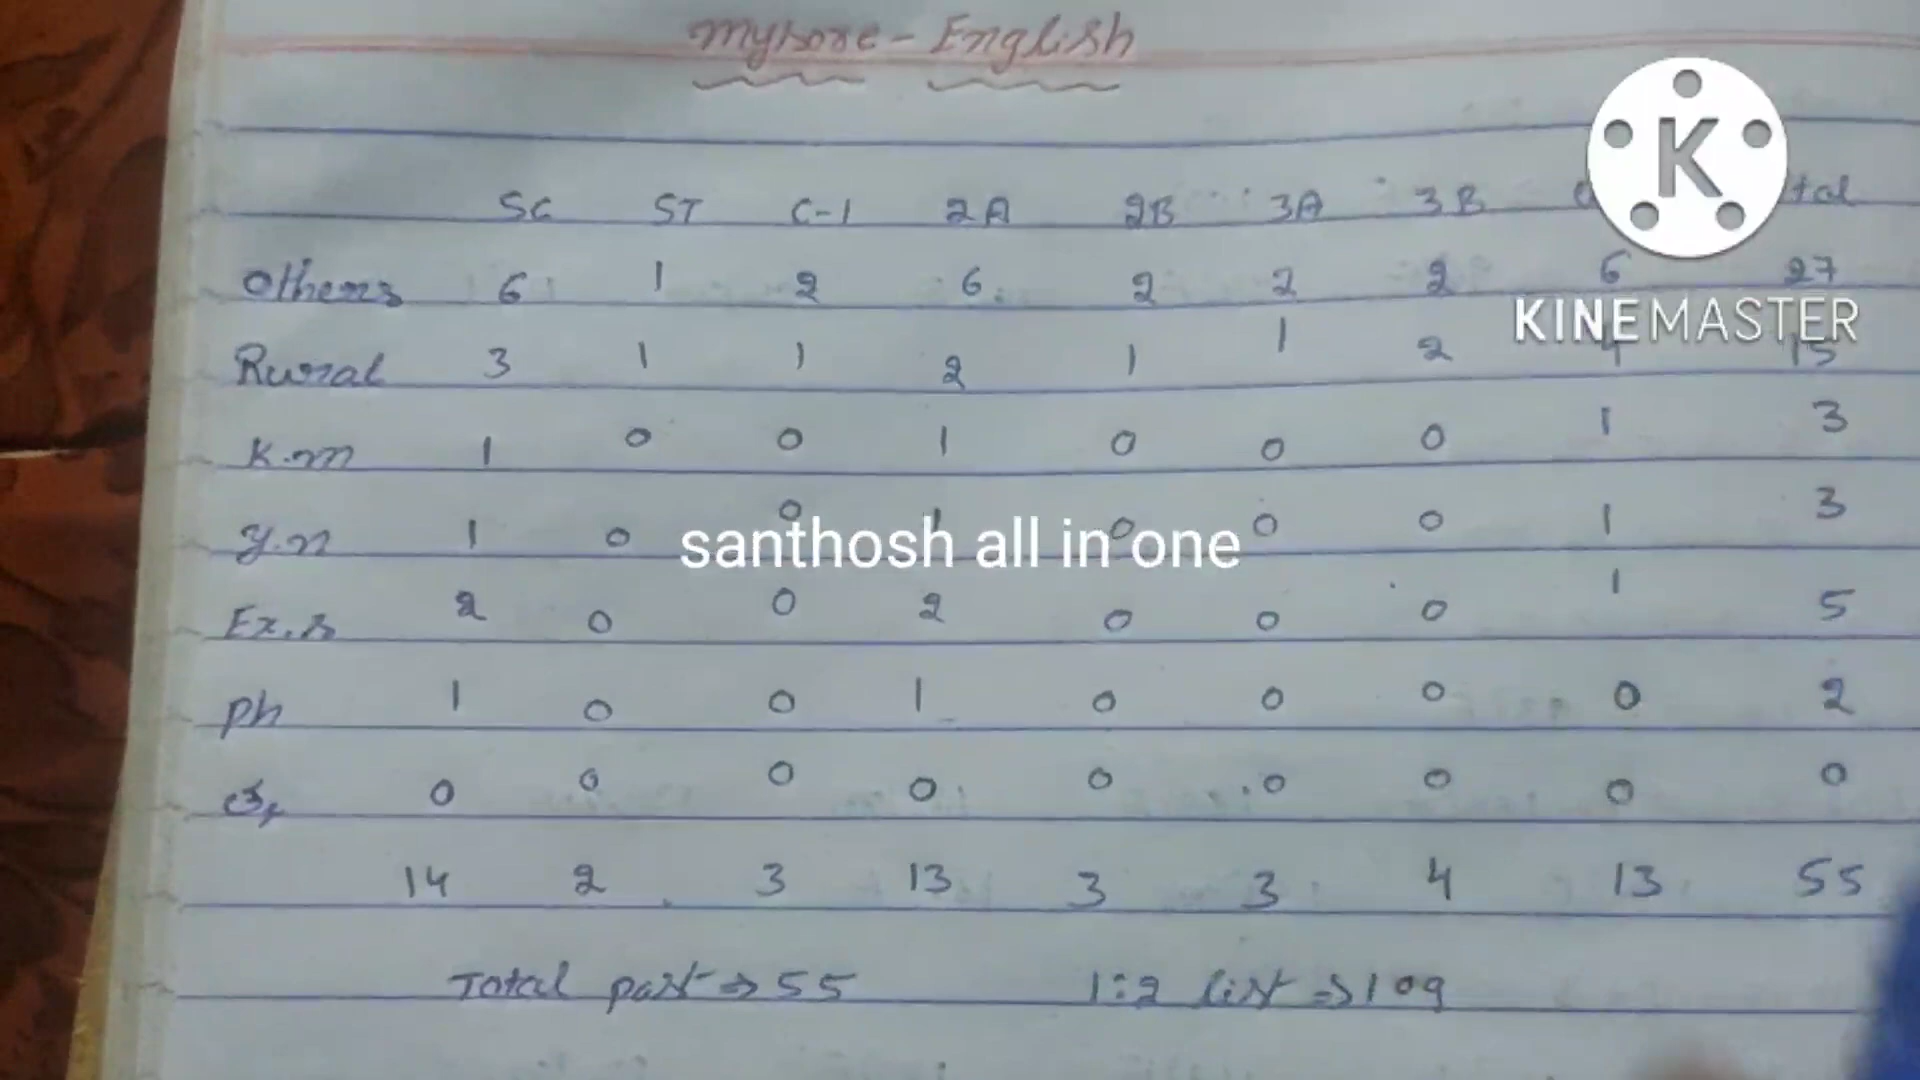 Mysore - English
SC ST C-1 2A 2B 3A 3B tal
Others 6 1 2 6 2 2 2 6 27
KINEMASTER
Rural 3 1 1 2 1 1 2 4 15
K.M 1 0 0 1 0 0 0 1 3
Y.N 1 0 0 1 0 0 0 1 3
santhosh all in one
Ex.s 2 0 0 2 0 0 0 1 5
Ph 1 0 0 1 0 0 0 0 2
0 0 0 0 0 0 0 0 0
14 2 3 13 3 3 4 13 55
Total post ⇒ 55 1:2 list ⇒ 109